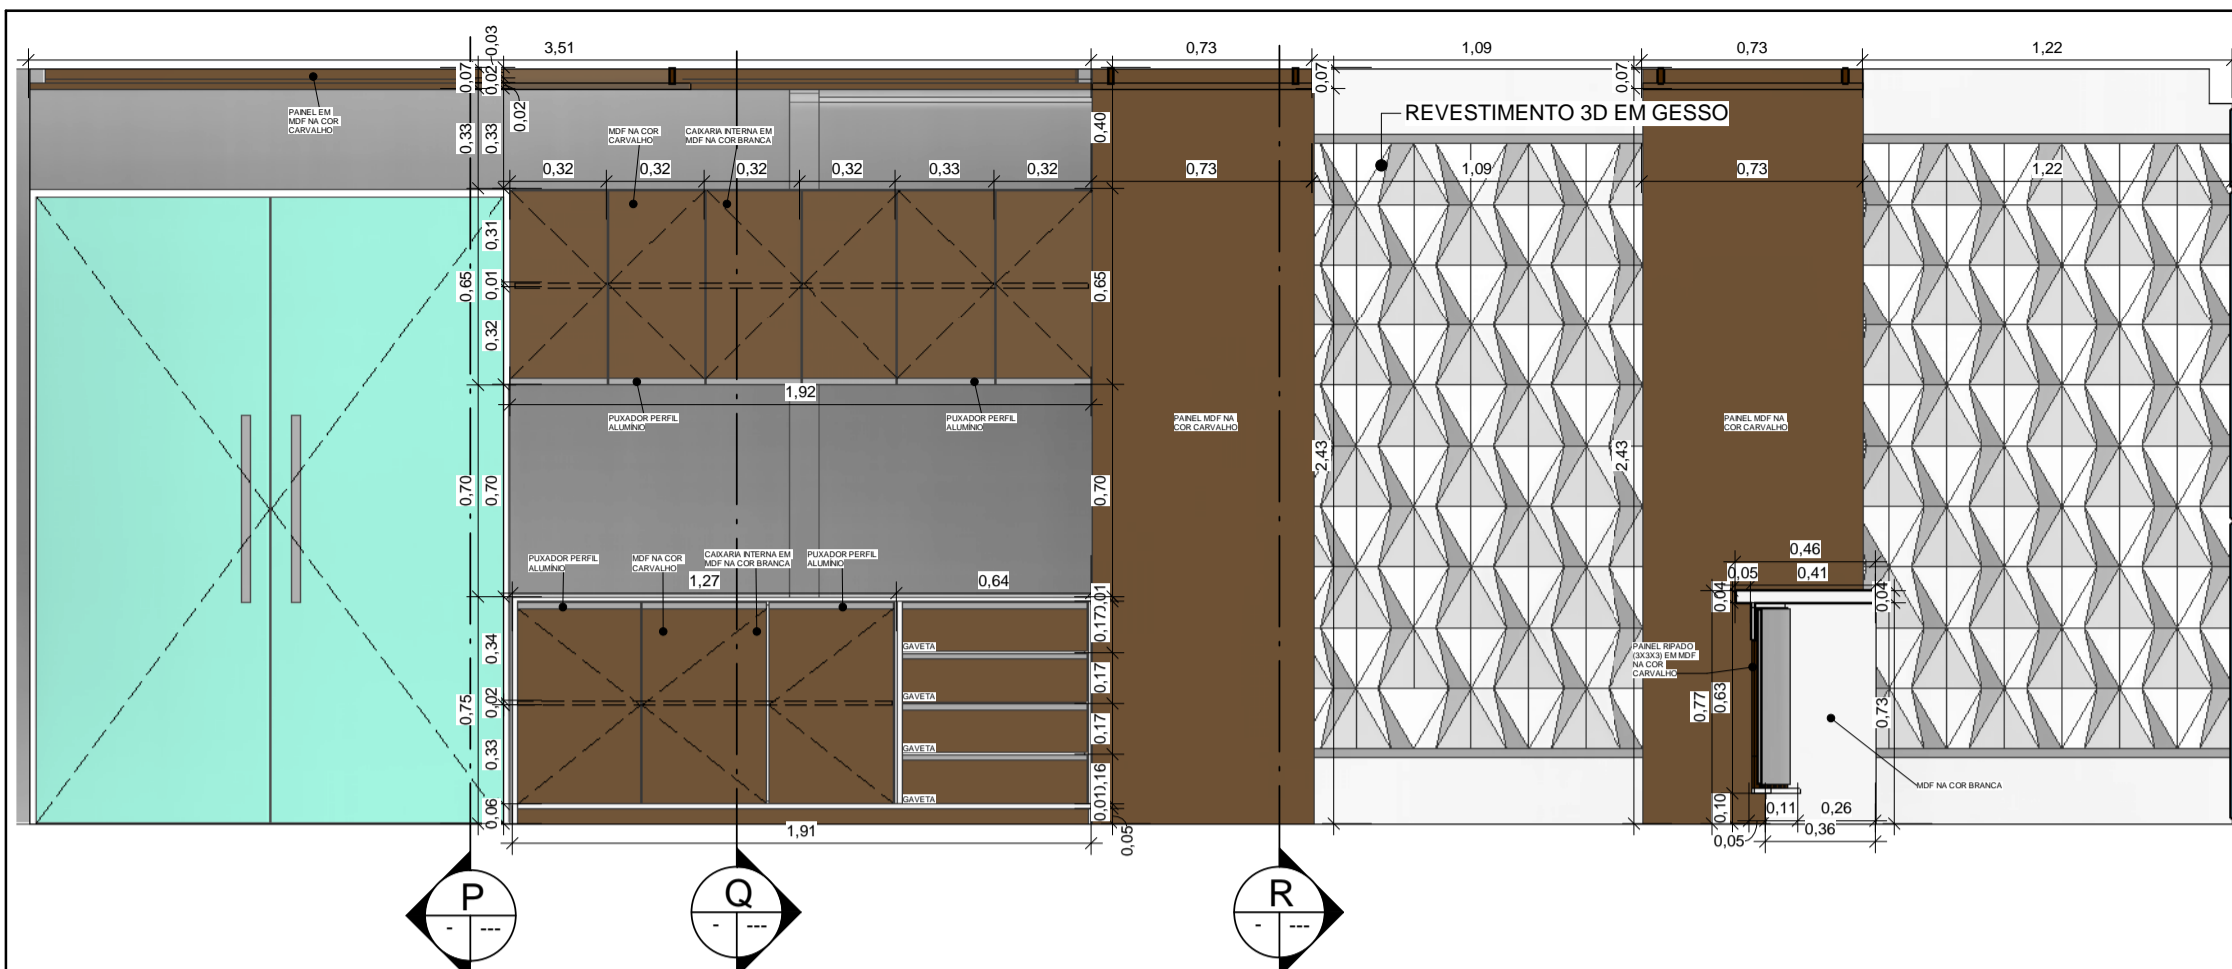 3,51
0,73
1,09
0,73
1,22
0,03
0,07
0,02
0,07
0,07
0,02
PAINEL EM
MDF NA COR
CARVALHO
MDF NA COR
CARVALHO
CAIXARIA INTERNA EM
MDF NA COR BRANCA
REVESTIMENTO 3D EM GESSO
0,33
0,33
0,40
0,32
0,32
0,32
0,32
0,33
0,32
0,73
1,09
0,73
1,22
0,31
0,65
0,01
0,65
0,32
1,92
PUXADOR PERFIL
ALUMÍNIO
PUXADOR PERFIL
ALUMÍNIO
PAINEL MDF NA
COR CARVALHO
PAINEL MDF NA
COR CARVALHO
2,43
2,43
0,70
0,70
0,70
PUXADOR PERFIL
ALUMÍNIO
MDF NA COR
CARVALHO
CAIXARIA INTERNA EM
MDF NA COR BRANCA
PUXADOR PERFIL
ALUMÍNIO
1,27
0,64
0,46
0,05
0,41
0,04
0,04
0,01
0,17
0,34
GAVETA
0,17
PAINEL RIPADO
(3X3X3) EM MDF
NA COR
CARVALHO
0,75
0,02
GAVETA
0,77
0,63
0,73
0,17
0,33
GAVETA
0,16
MDF NA COR BRANCA
0,06
GAVETA
0,01
0,10
0,11
0,26
1,91
0,05
0,05
0,36
P
-
---
Q
-
---
R
-
---